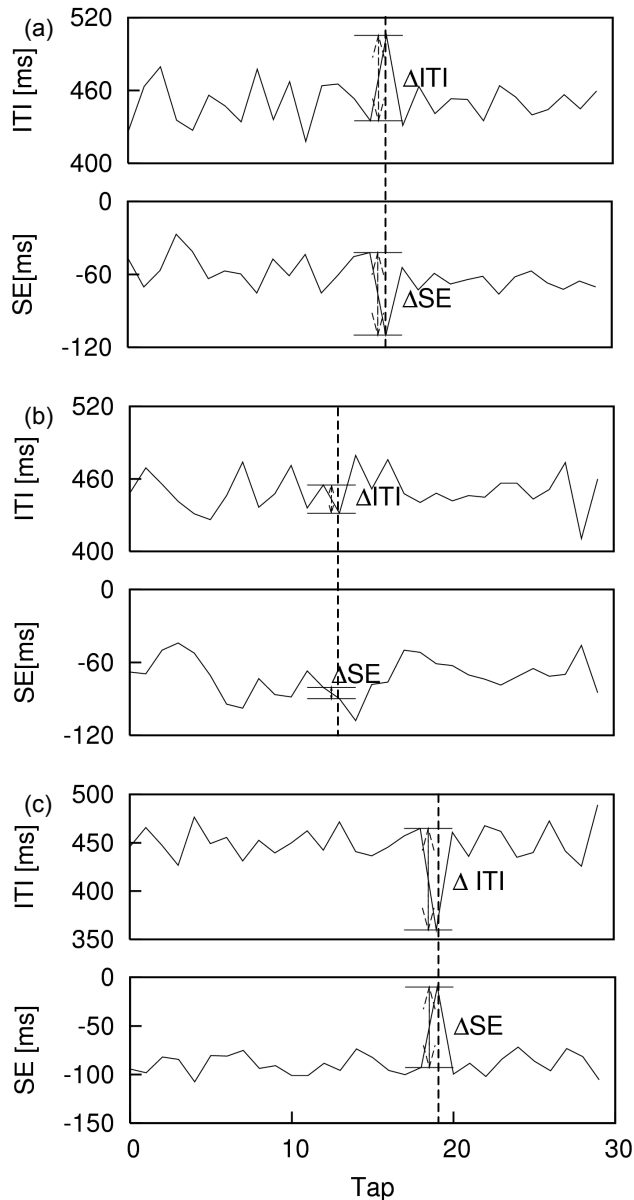 (a)
520
460
400
ITI [ms]
ΔITI
0
-60
-120
SE[ms]
ΔSE
(b)
520
460
400
ITI [ms]
ΔITI
0
-60
-120
SE[ms]
ΔSE
(c)
500
450
400
350
ITI [ms]
Δ ITI
0
-50
-100
-150
SE [ms]
ΔSE
0 10 20 30
Tap